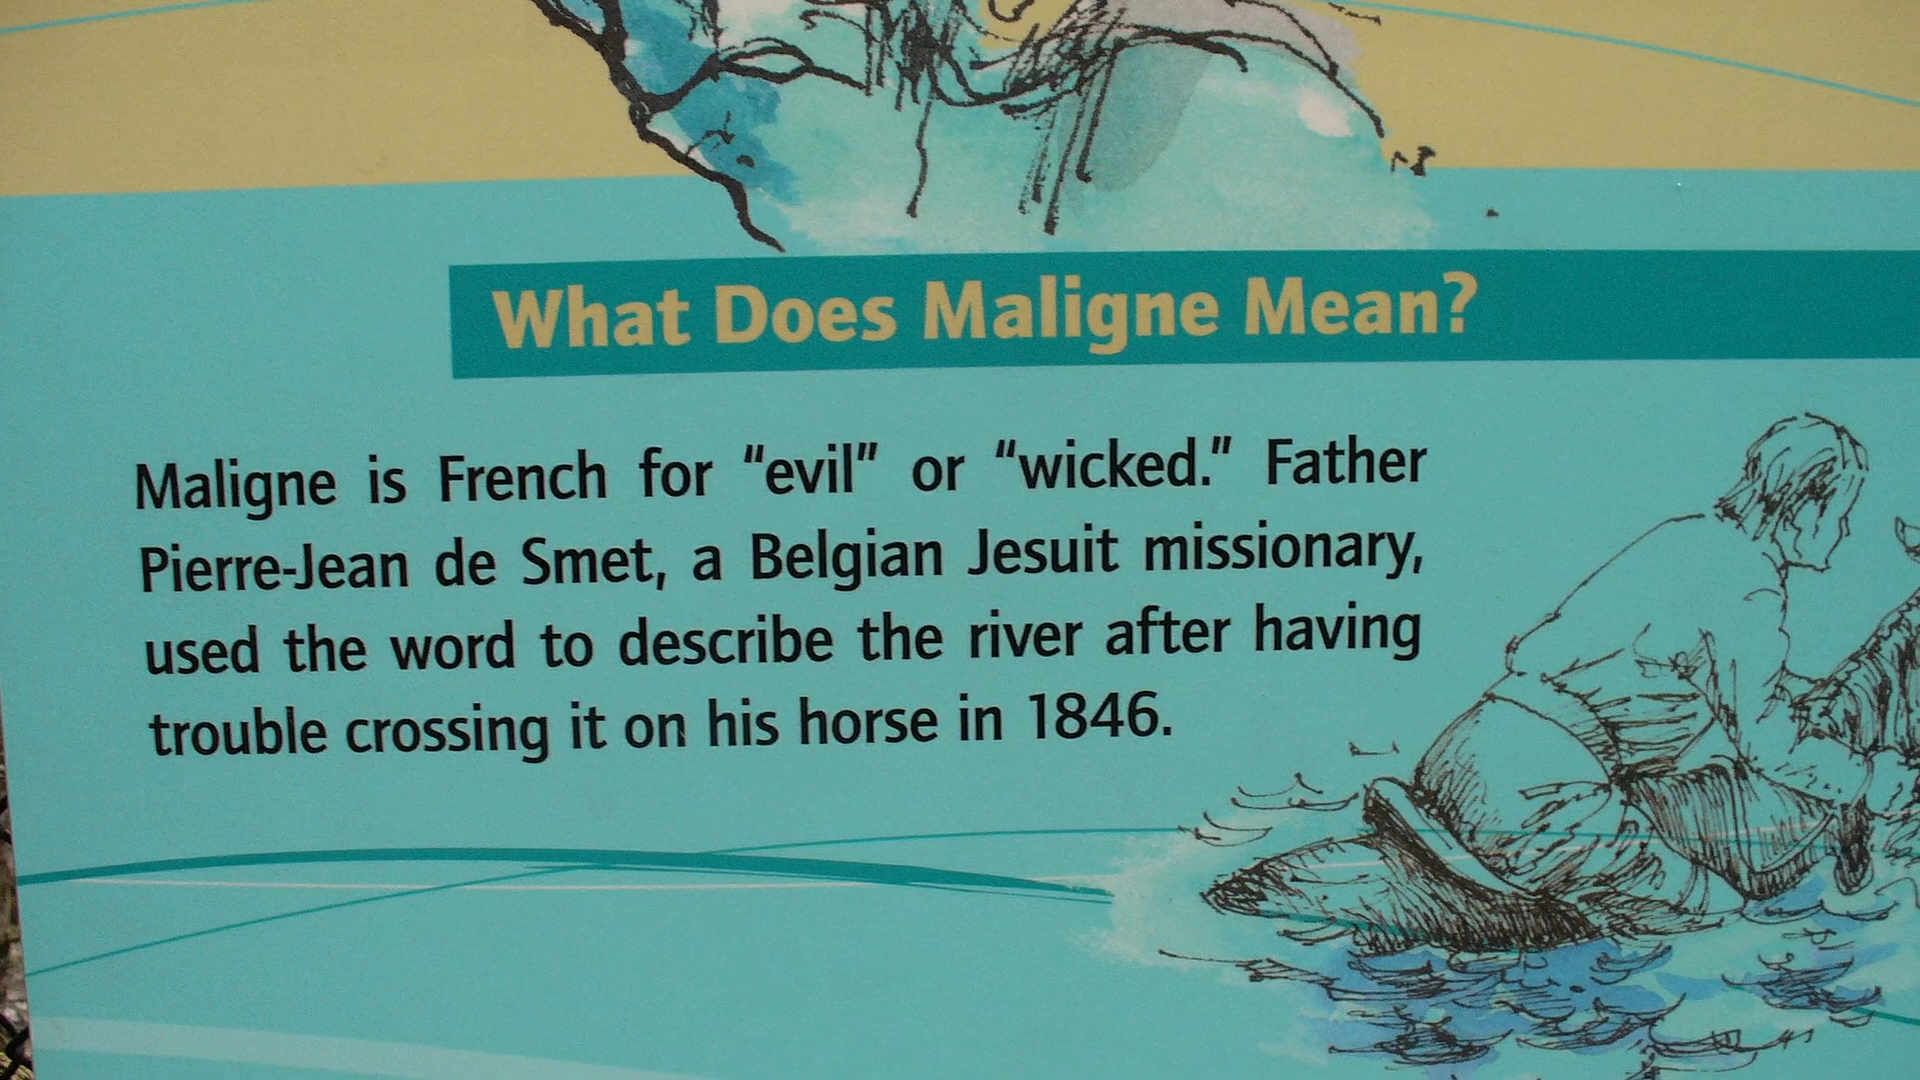 What Does Maligne Mean?
Maligne is French for "evil" or "wicked." Father
Pierre-Jean de Smet, a Belgian Jesuit missionary,
used the word to describe the river after having
trouble crossing it on his horse in 1846.